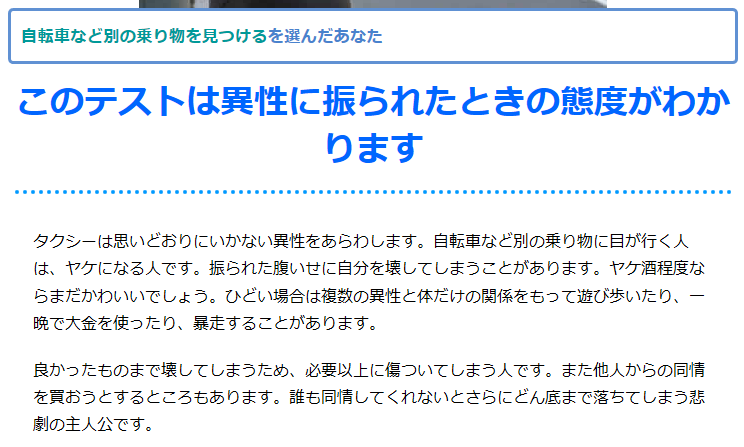 自転車など別の乗り物を見つけるを選んだあなた
このテストは異性に振られたときの態度がわか
ります
タクシーは思いどおりにいかない異性をあらわします。自転車など別の乗り物に目が行く人
は、ヤケになる人です。振られた腹いせに自分を壊してしまうことがあります。ヤケ酒程度な
らまだかわいいでしょう。ひどい場合は複数の異性と体だけの関係をもって遊び歩いたり、一
晩で大金を使ったり、暴走することがあります。
良かったものまで壊してしまうため、必要以上に傷ついてしまう人です。また他人からの同情
を買おうとするところもあります。誰も同情してくれないとさらにどん底まで落ちてしまう悲
劇の主人公です。